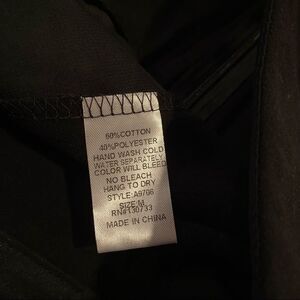 60%COTTON
40%POLYESTER
HAND WASH COLD
WATER SEPARATELY
COLOR WILL BLEED
NO BLEACH
HANG TO DRY
STYLE:A9706
SIZE:M
RN#130733
MADE IN CHINA